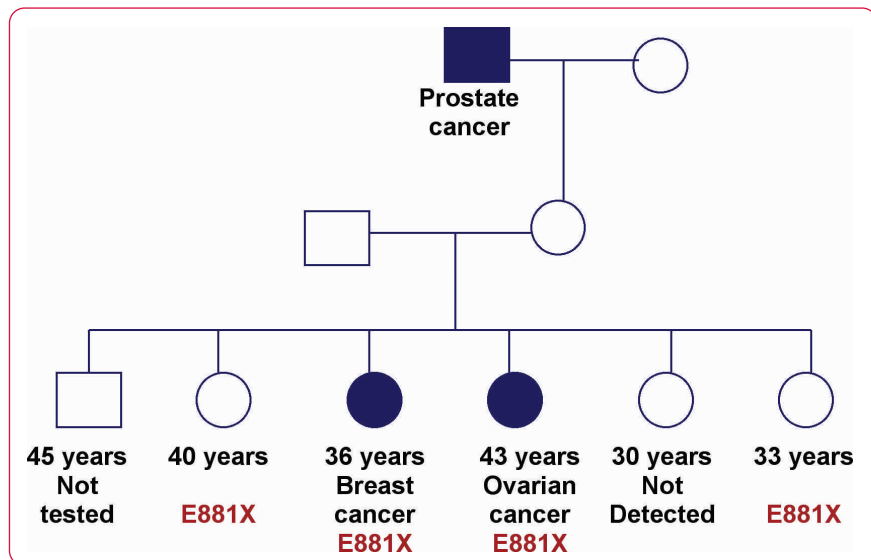 Prostate
cancer
45 years
Not
tested
40 years
E881X
36 years
Breast
cancer
E881X
43 years
Ovarian
cancer
E881X
30 years
Not
Detected
33 years
E881X